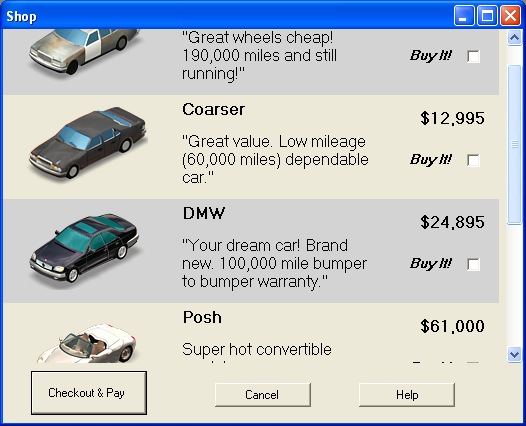 Shop
"Great wheels cheap!
190,000 miles and still
running!"
Buy It!
Coarser
$12,995
"Great value. Low mileage
(60,000 miles) dependable
car."
Buy It!
DMW
$24,895
"Your dream car! Brand
new. 100,000 mile bumper
to bumper warranty."
Buy It!
Posh
$61,000
Super hot convertible
Checkout & Pay
Cancel
Help